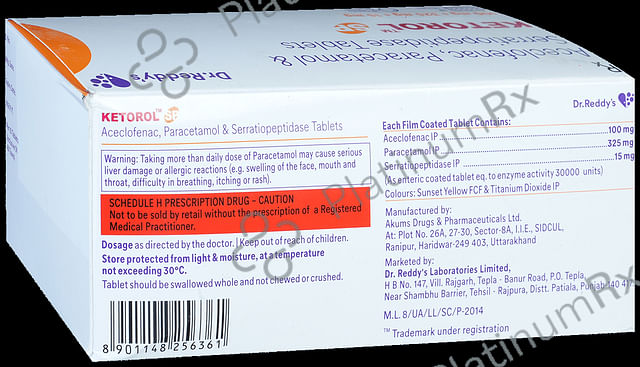 Rx
Aceclofenac, Paracetamol &
Serratiopeptidase Tablets
KETOROL™ SP
Dr.Reddy's
KETOROL™ SP
Aceclofenac, Paracetamol & Serratiopeptidase Tablets
Warning: Taking more than daily dose of Paracetamol may cause serious
liver damage or allergic reactions (e.g. swelling of the face, mouth and
throat, difficulty in breathing, itching or rash).
SCHEDULE H PRESCRIPTION DRUG - CAUTION
Not to be sold by retail without the prescription of a Registered
Medical Practitioner.
Dosage as directed by the doctor. | Keep out of reach of children.
Store protected from light & moisture, at a temperature
not exceeding 30°C.
Tablet should be swallowed whole and not chewed or crushed.
8 901148 256361
Dr.Reddy's
Each Film Coated Tablet Contains:
Aceclofenac IP 100 mg
Paracetamol IP 325 mg
Serratiopeptidase IP 15 mg
(As enteric coated tablet eq. to enzyme activity 30000 units)
Colours: Sunset Yellow FCF & Titanium Dioxide IP
Manufactured by:
Akums Drugs & Pharmaceuticals Ltd.
At: Plot No. 26A, 27-30, Sector-8A, I.I.E., SIDCUL,
Ranipur, Haridwar-249 403, Uttarakhand
Marketed by:
Dr. Reddy's Laboratories Limited,
H B No. 147, Vill. Rajgarh, Tepla - Banur Road, P.O. Tepla,
Near Shambhu Barrier, Tehsil - Rajpura, Distt. Patiala, Punjab-140 417
M.L. 8/UA/LL/SC/P-2014
™ Trademark under registration
PlatinumRx
PlatinumRx
PlatinumRx